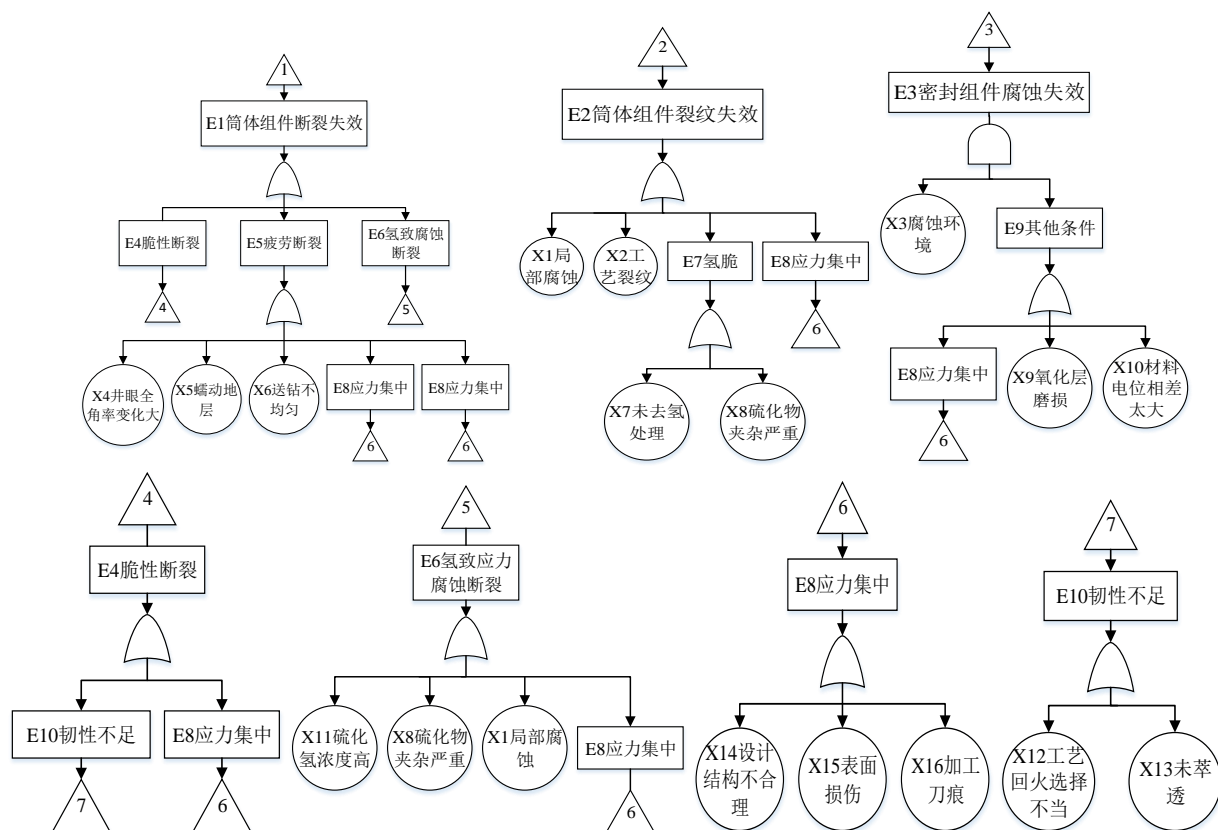 1
E1筒体组件断裂失效
E4脆性断裂
E5疲劳断裂
E6氢致腐蚀
断裂
4
5
X4井眼全
角率变化大
X5蠕动地
层
X6送钻不
均匀
E8应力集中
E8应力集中
6
6
2
E2筒体组件裂纹失效
X1局
部腐蚀
X2工
艺裂纹
E7氢脆
E8应力集中
6
X7未去氢
处理
X8硫化物
夹杂严重
3
E3密封组件腐蚀失效
X3腐蚀环
境
E9其他条件
E8应力集中
6
X9氧化层
磨损
X10材料
电位相差
太大
4
E4脆性断裂
E10韧性不足
E8应力集中
7
6
5
E6氢致应力
腐蚀断裂
X11硫化
氢浓度高
X8硫化物
夹杂严重
X1局部腐
蚀
E8应力集中
6
6
E8应力集中
X14设计
结构不合
理
X15表面
损伤
X16加工
刀痕
7
E10韧性不足
X12工艺
回火选择
不当
X13未萃
透